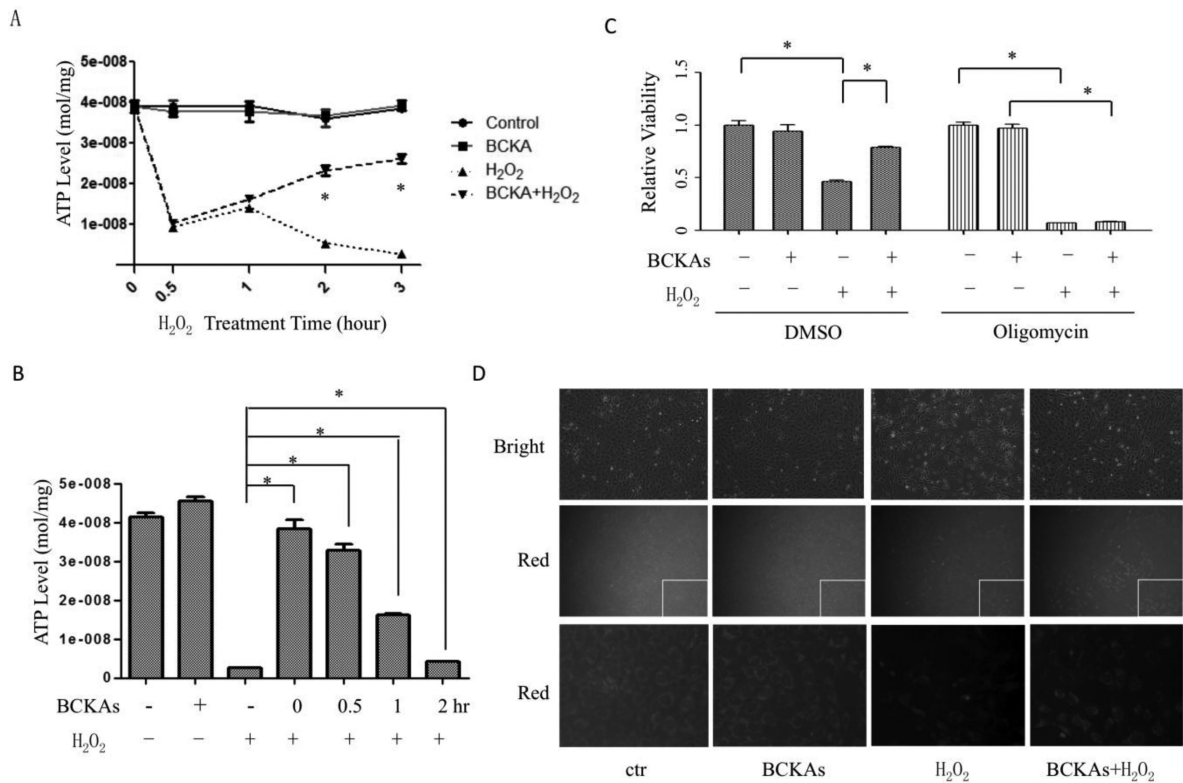 A
ATP Level (mol/mg)
5e-008
4e-008
3e-008
2e-008
1e-008
*
*
0
0.5
1
2
3
H₂O₂ Treatment Time (hour)
Control
BCKA
H₂O₂
BCKA+H₂O₂
B
ATP Level (mol/mg)
5e-008
4e-008
3e-008
2e-008
1e-008
0
*
*
*
*
BCKAs - + - 0 0.5 1 2 hr
H₂O₂ − − + + + + +
C
Relative Viability
1.5
1.0
0.5
0
*
*
*
*
BCKAs − + − + − + − +
H₂O₂ − − + + − − + +
DMSO Oligomycin
D
Bright
Red
Red
ctr BCKAs H₂O₂ BCKAs+H₂O₂